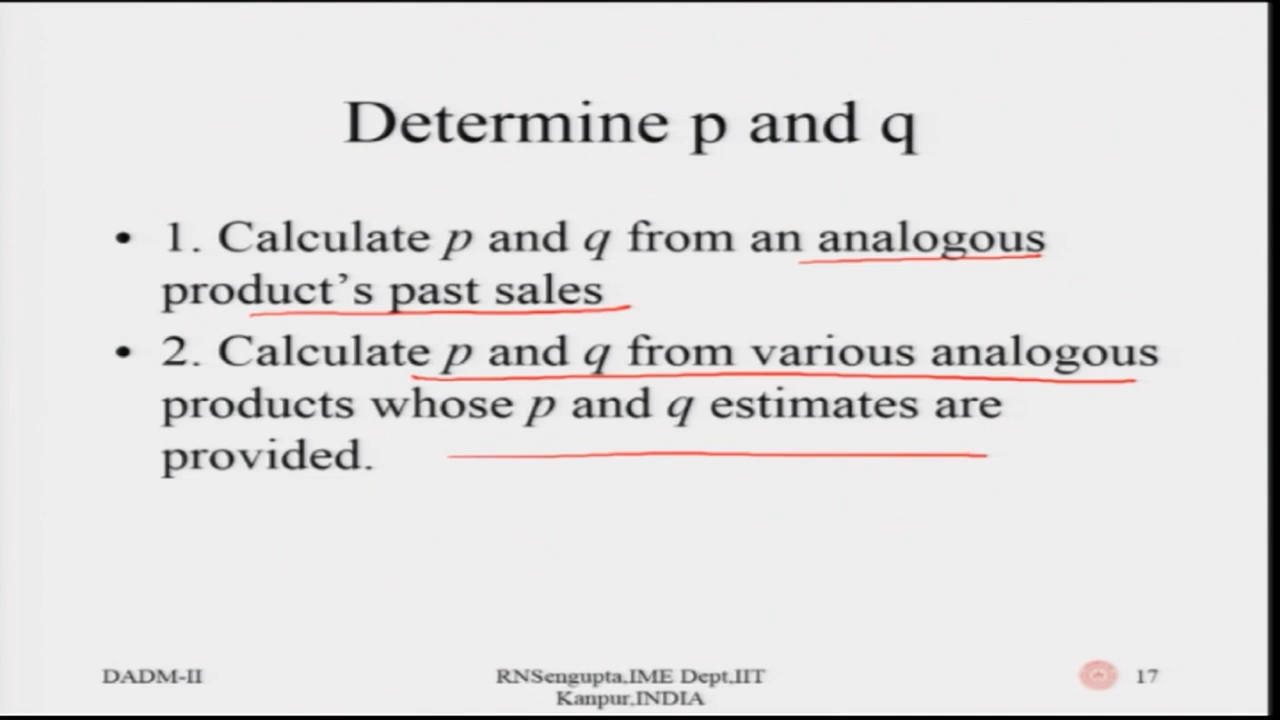 Determine p and q
• 1. Calculate p and q from an analogous
product’s past sales
• 2. Calculate p and q from various analogous
products whose p and q estimates are
provided.
DADM-II
RNSengupta,IME Dept,IIT
Kanpur,INDIA
17